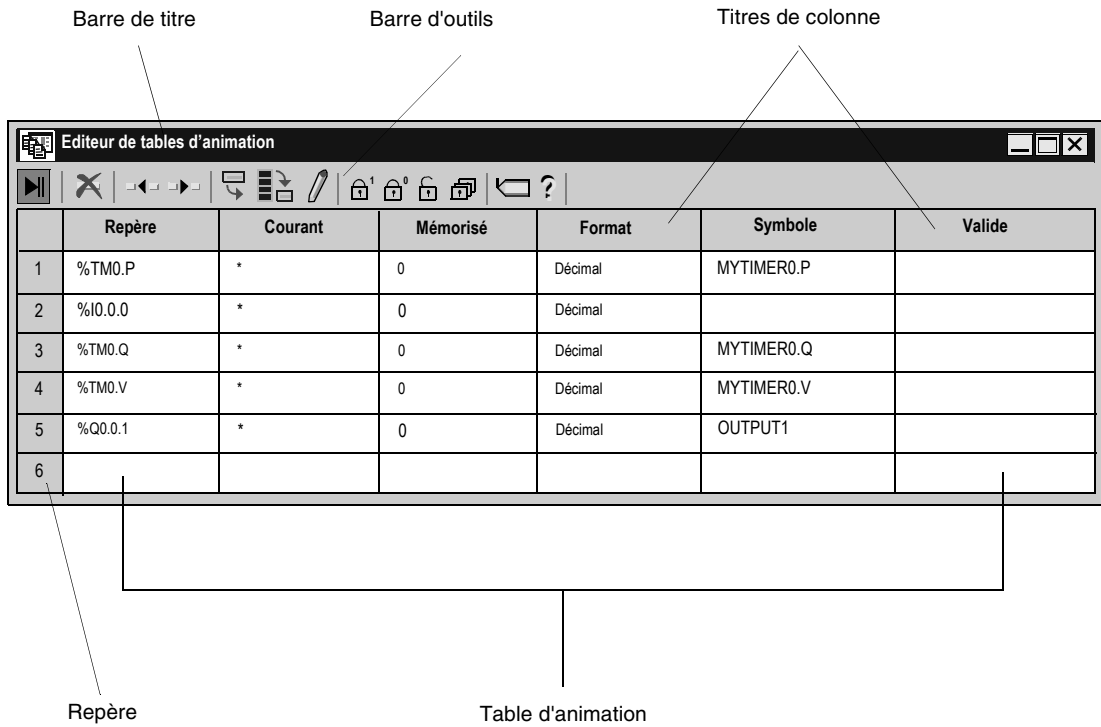 Barre de titre Barre d'outils Titres de colonne
Editeur de tables d'animation
1 0 ?
Repère Courant Mémorisé Format Symbole Valide
1 %TM0.P * 0 Décimal MYTIMER0.P
2 %I0.0.0 * 0 Décimal
3 %TM0.Q * 0 Décimal MYTIMER0.Q
4 %TM0.V * 0 Décimal MYTIMER0.V
5 %Q0.0.1 * 0 Décimal OUTPUT1
6
Repère Table d'animation